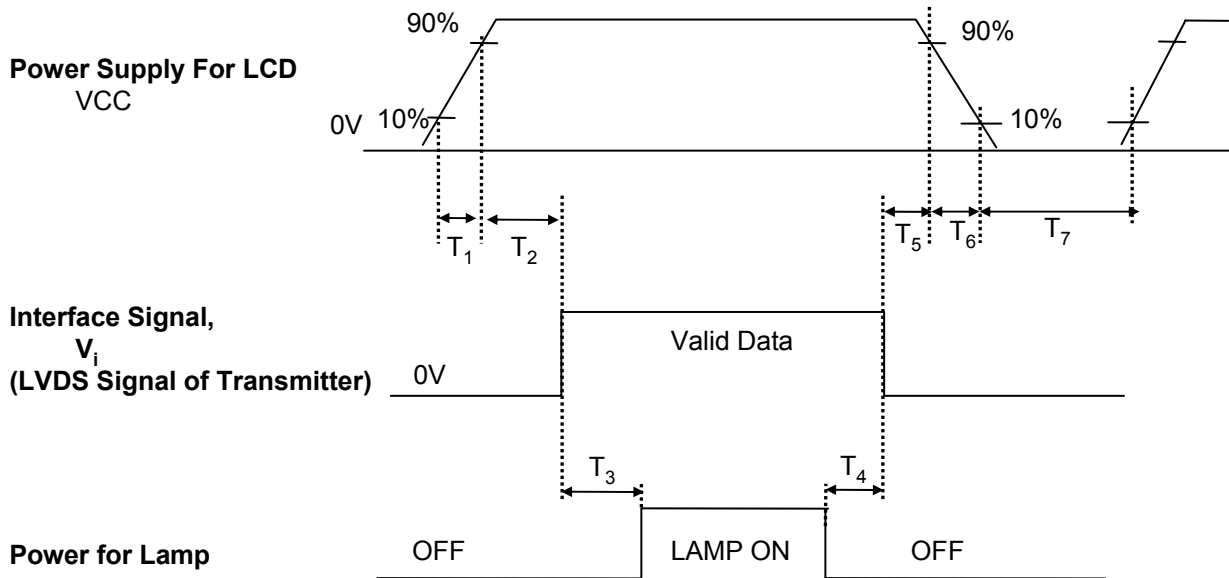 90%
90%
Power Supply For LCD
VCC
0V
10%
10%
T1
T2
T5
T6
T7
Interface Signal,
Vi
(LVDS Signal of Transmitter)
0V
Valid Data
T3
T4
Power for Lamp
OFF
LAMP ON
OFF